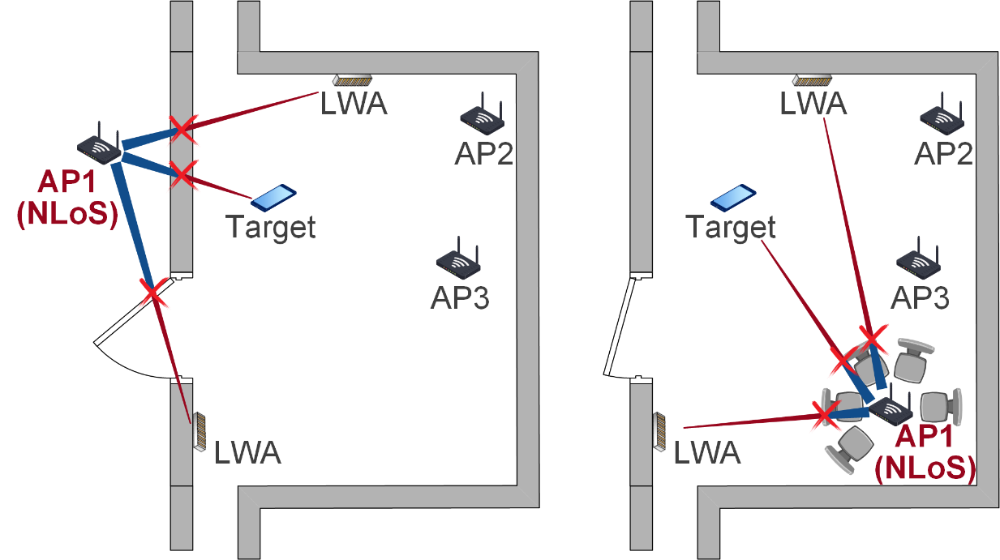 LWA
AP2
AP1
(NLoS)
Target
AP3
LWA
LWA
AP2
Target
AP3
LWA
AP1
(NLoS)